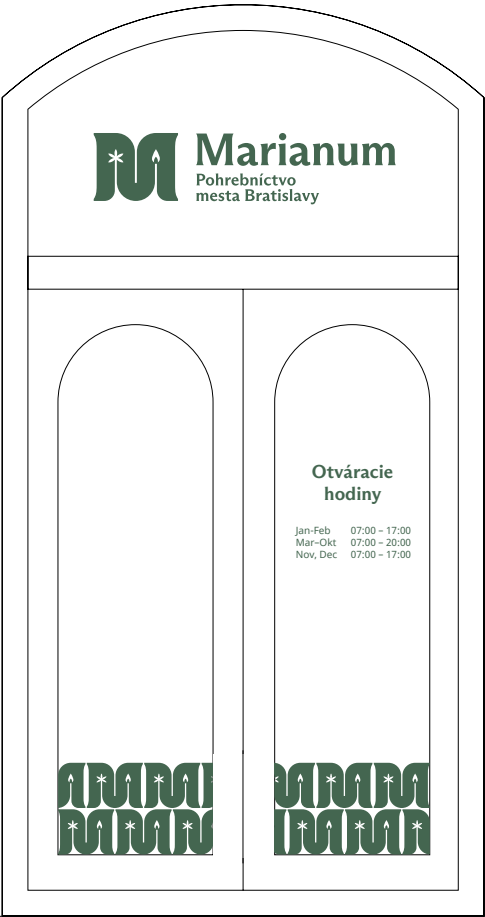 Marianum
Pohrebníctvo
mesta Bratislavy
Otváracie
hodiny
Jan-Feb 07:00 – 17:00
Mar–Okt 07:00 – 20:00
Nov, Dec 07:00 – 17:00